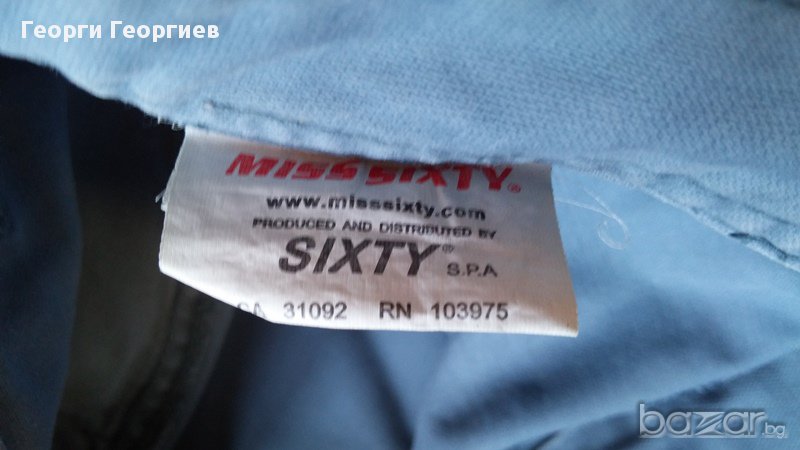 Георги Георгиев
MISS SIXTY®
www.misssixty.com
PRODUCED AND DISTRIBUTED BY
SIXTY® S.P.A
CA 31092 RN 103975
bazar.bg